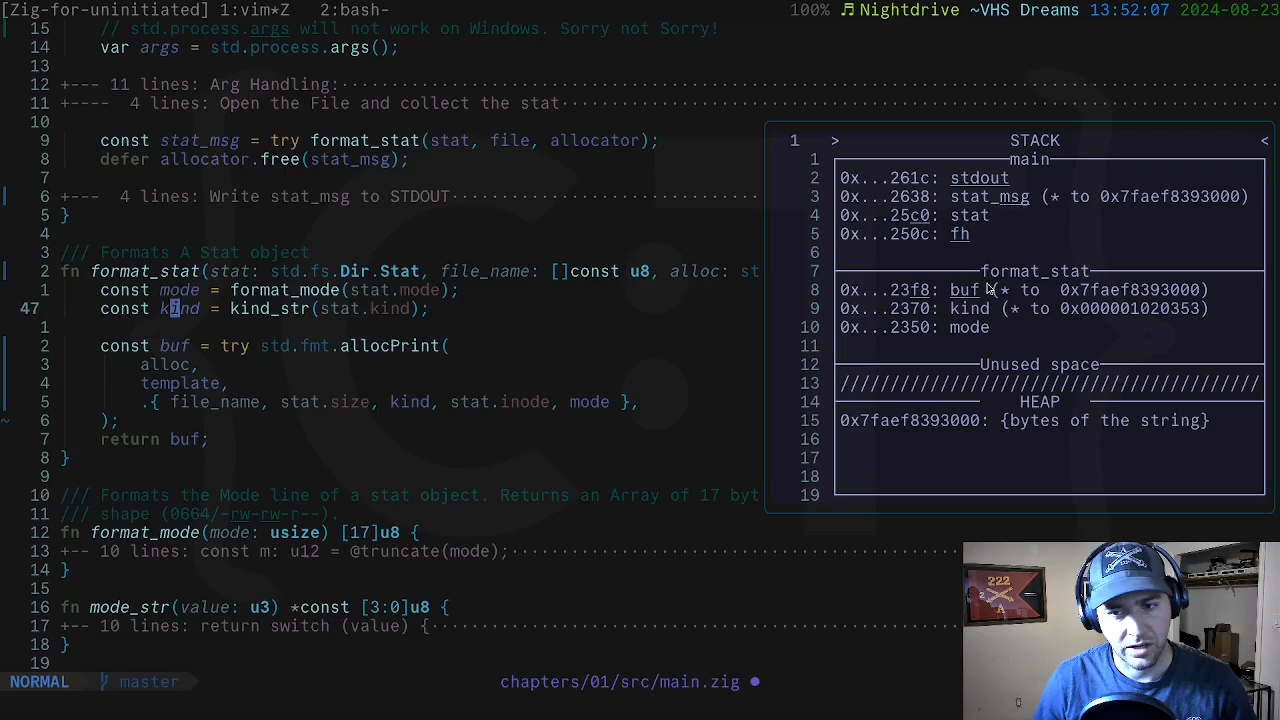 [Zig-for-uninitiated] 1:vim*Z 2:bash- 100% ♫ Nightdrive ~VHS Dreams 13:52:07 2024-08-23
15 // std.process.args will not work on Windows. Sorry not Sorry!
14 var args = std.process.args();
13
12 +--- 11 lines: Arg Handling:
11 +---- 4 lines: Open the File and collect the stat
10
9 const stat_msg = try format_stat(stat, file, allocator);
8 defer allocator.free(stat_msg);
7
6 +--- 4 lines: Write stat_msg to STDOUT
5 }
4
3 /// Formats A Stat object
2 fn format_stat(stat: std.fs.Dir.Stat, file_name: []const u8, alloc: st
1 const mode = format_mode(stat.mode);
47 const kind = kind_str(stat.kind);
1
2 const buf = try std.fmt.allocPrint(
3 alloc,
4 template,
5 .{ file_name, stat.size, kind, stat.inode, mode },
~ 6 );
7 return buf;
8 }
9
10 /// Formats the Mode line of a stat object. Returns an Array of 17 byt
11 /// shape (0664/-rw-rw-r--).
12 fn format_mode(mode: usize) [17]u8 {
13 +-- 10 lines: const m: u12 = @truncate(mode);
14 }
15
16 fn mode_str(value: u3) *const [3:0]u8 {
17 +-- 10 lines: return switch (value) {
18 }
19
NORMAL master chapters/01/src/main.zig ●
1 > STACK <
1 main
2 0x...261c: stdout
3 0x...2638: stat_msg (* to 0x7faef8393000)
4 0x...25c0: stat
5 0x...250c: fh
6
7 format_stat
8 0x...23f8: buf (* to 0x7faef8393000)
9 0x...2370: kind (* to 0x000001020353)
10 0x...2350: mode
11
12 Unused space
13 //////////////////////////////////////////
14 HEAP
15 0x7faef8393000: {bytes of the string}
16
17
18
19
222